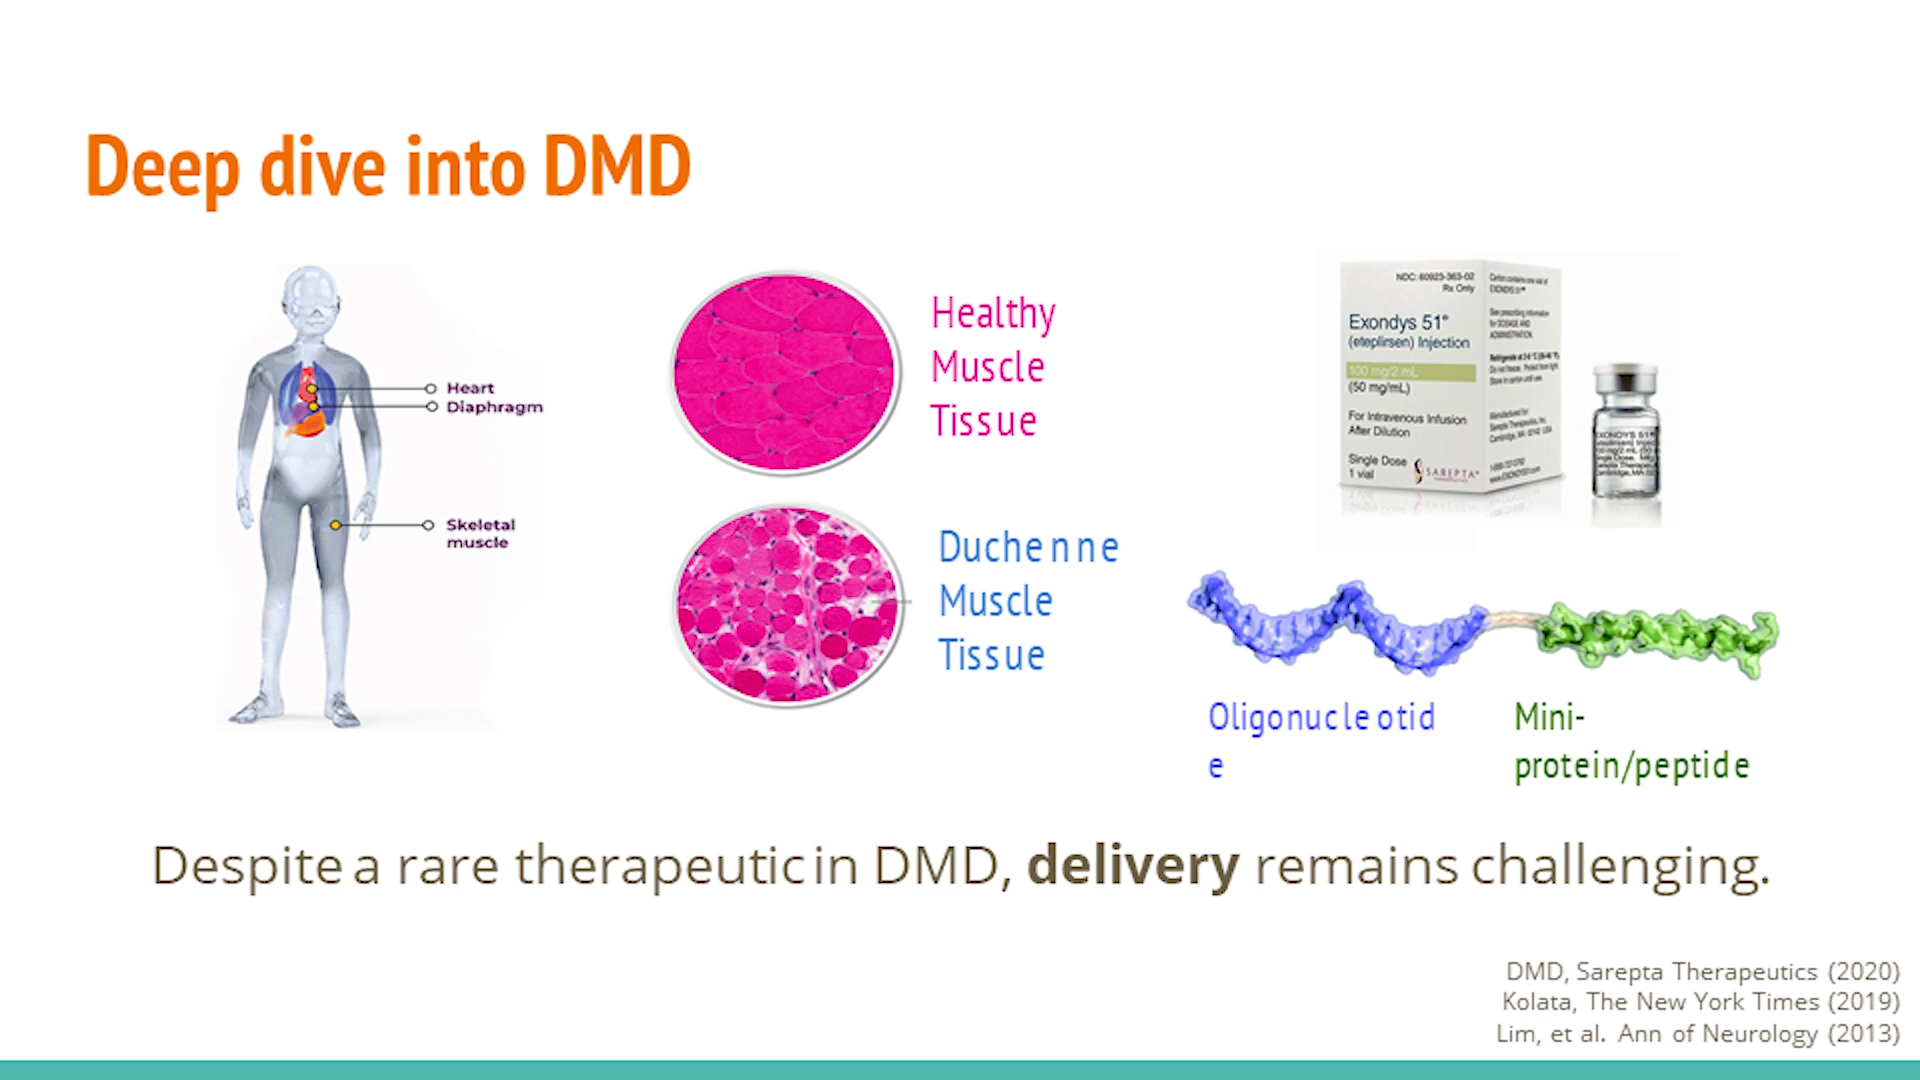 Deep dive into DMD
Heart
Diaphragm
Skeletal
muscle
Healthy
Muscle
Tissue
Duchenne
Muscle
Tissue
NDC: 60923-363-02
Rx Only
Exondys 51®
(eteplirsen) Injection
100 mg/2 mL
(50 mg/mL)
For Intravenous Infusion
After Dilution
Single Dose
1 vial
SAREPTA
Oligonucleotid
e
Mini-
protein/peptide
Despite a rare therapeutic in DMD, delivery remains challenging.
DMD, Sarepta Therapeutics (2020)
Kolata, The New York Times (2019)
Lim, et al. Ann of Neurology (2013)